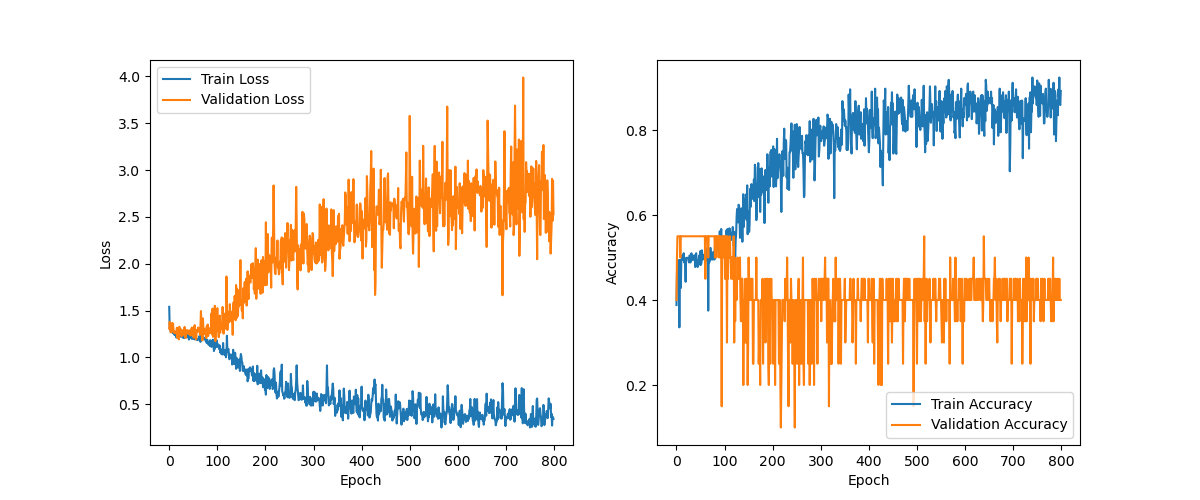 Train Loss
Validation Loss
4.0
3.5
3.0
2.5
2.0
1.5
1.0
0.5
Loss
0 100 200 300 400 500 600 700 800
Epoch
0.8
0.6
0.4
0.2
Accuracy
Train Accuracy
Validation Accuracy
0 100 200 300 400 500 600 700 800
Epoch